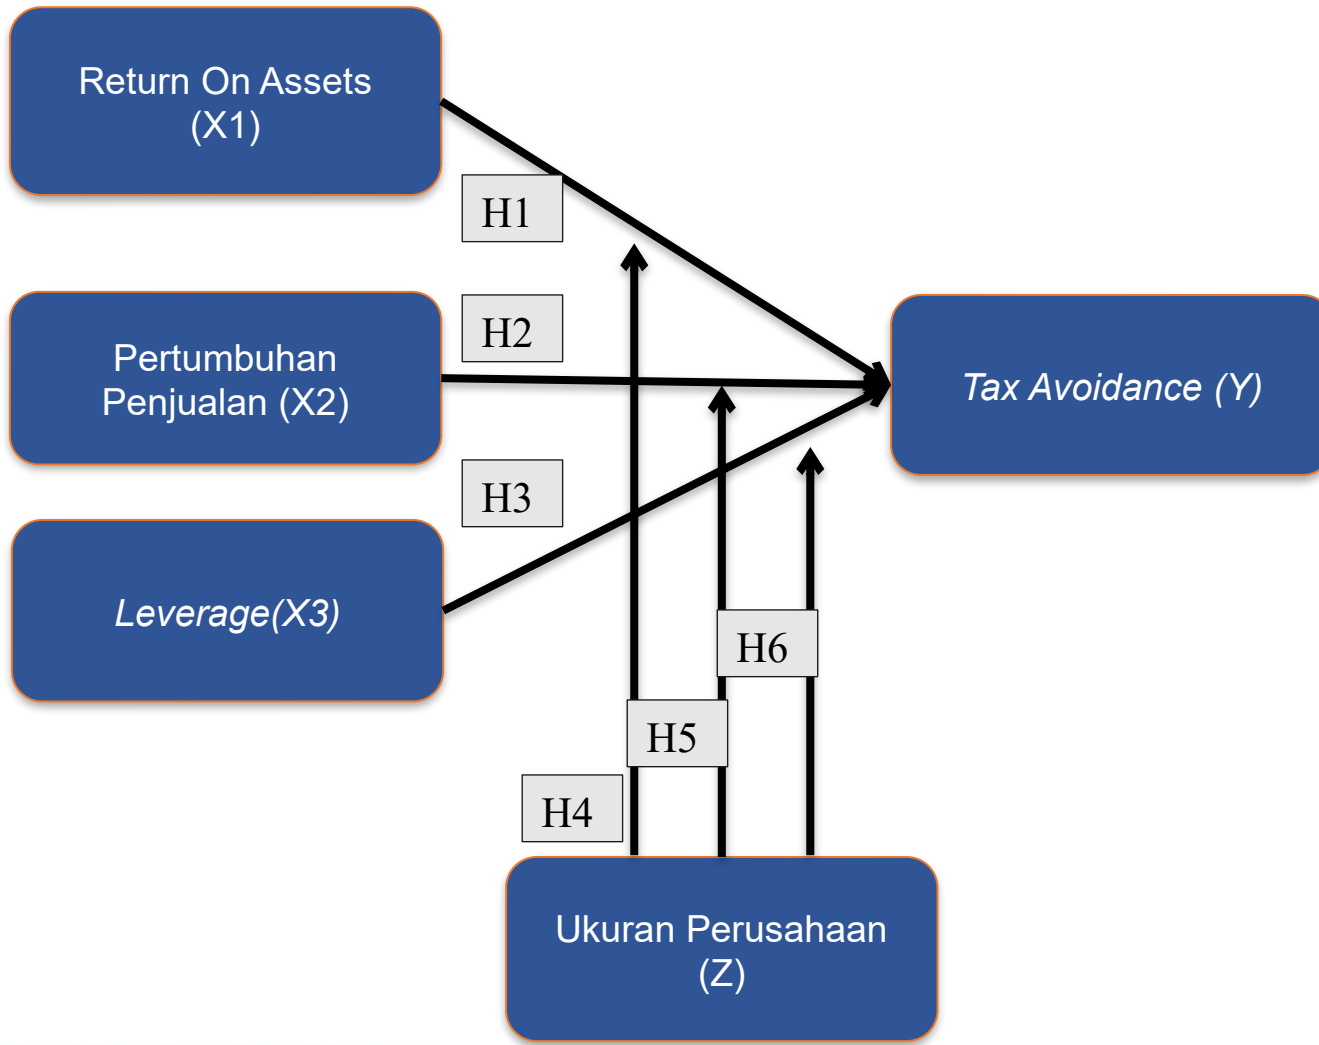 Return On Assets
(X1)
H1
H2
Pertumbuhan
Penjualan (X2)
Tax Avoidance (Y)
H3
Leverage(X3)
H6
H5
H4
Ukuran Perusahaan
(Z)